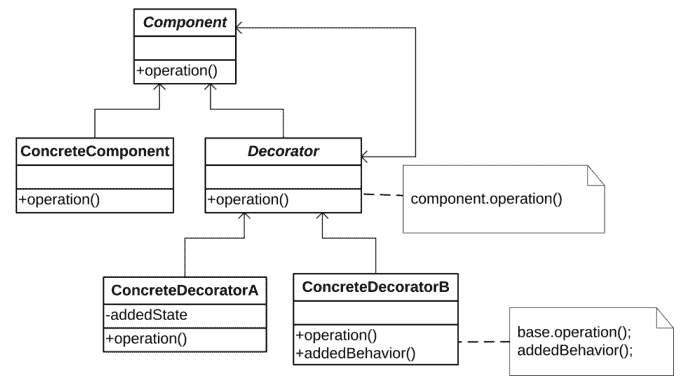 Component
+operation()
ConcreteComponent
+operation()
Decorator
+operation()
component.operation()
ConcreteDecoratorA
-addedState
+operation()
ConcreteDecoratorB
+operation()
+addedBehavior()
base.operation();
addedBehavior();